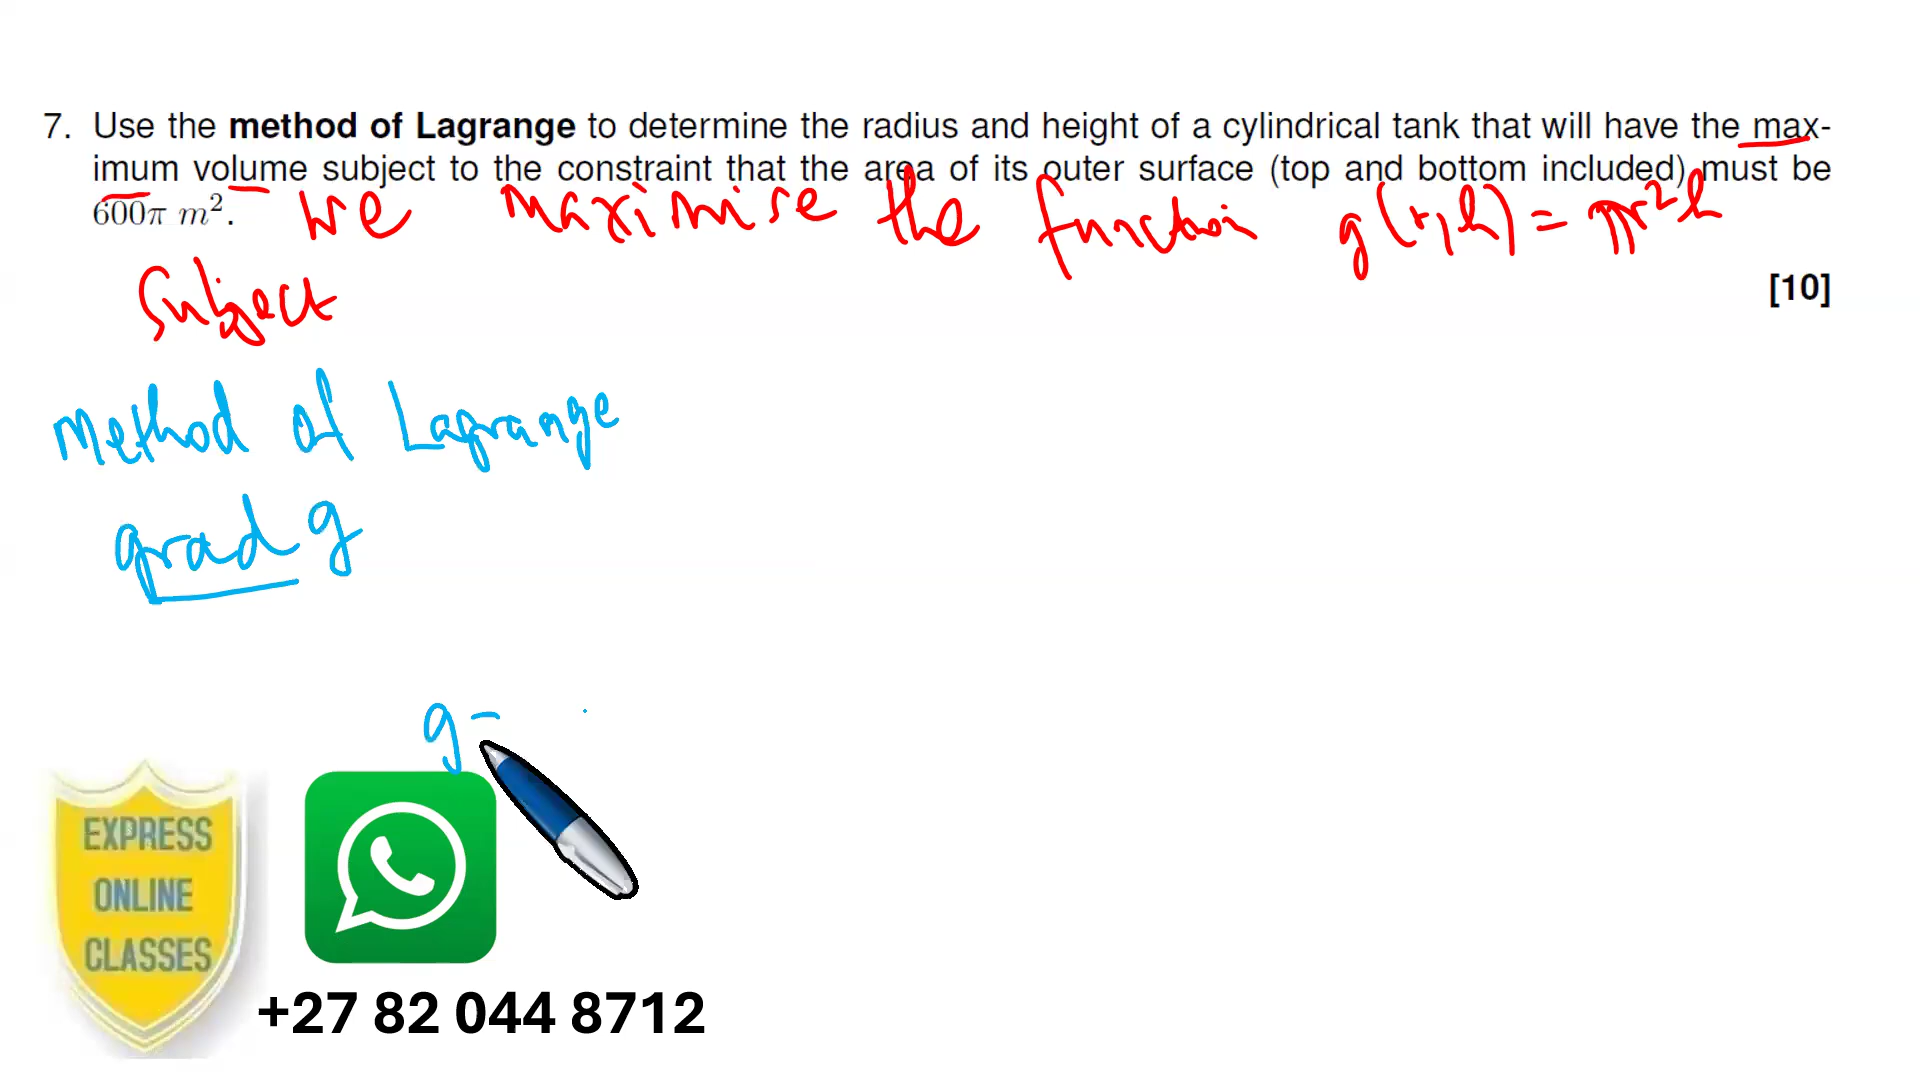 7. Use the method of Lagrange to determine the radius and height of a cylindrical tank that will have the max-
imum volume subject to the constraint that the area of its outer surface (top and bottom included) must be
600π m². We maximise the function g(r,h) = πr²h
[10]
Subject
Method of Lagrange
grad g
g =
EXPRESS
ONLINE
CLASSES
+27 82 044 8712